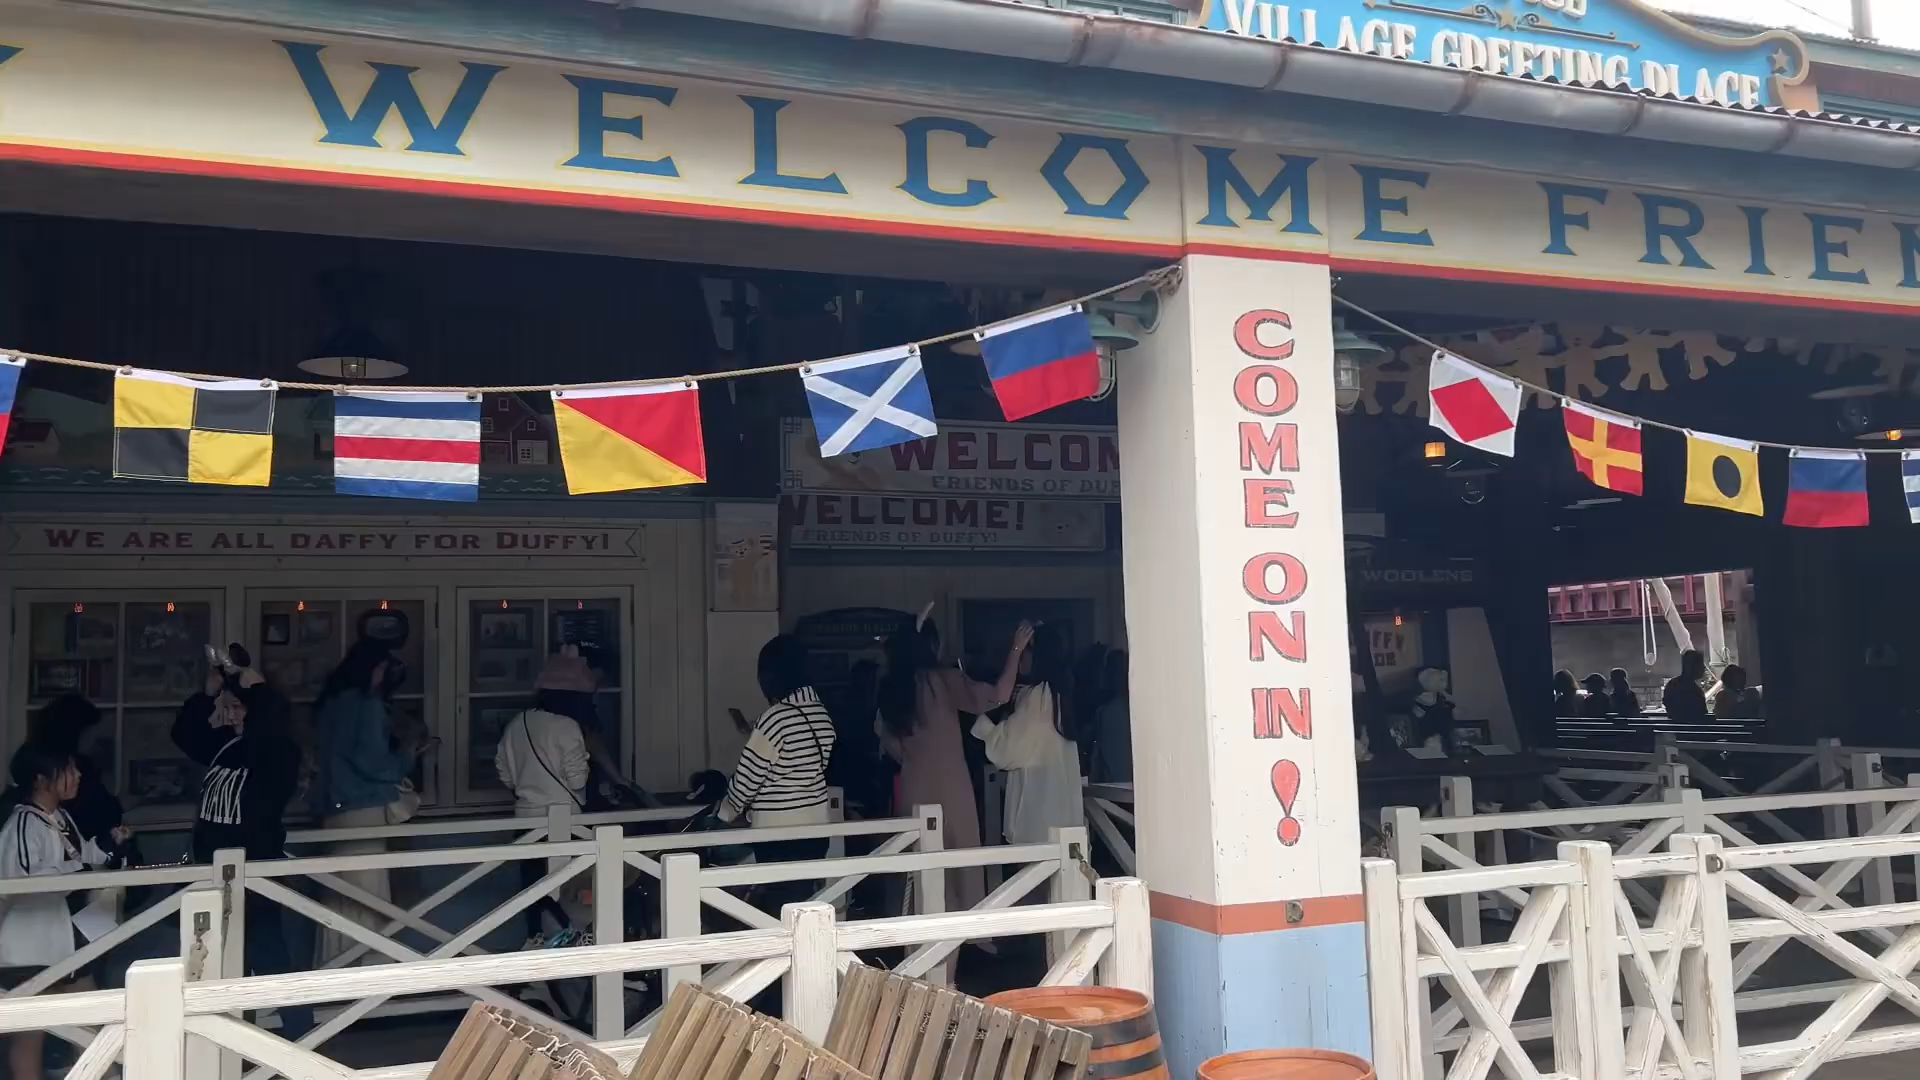 VILLAGE GREETING PLACE
WELCOME FRIEN
COME ON IN!
WELCOM
FRIENDS OF DUF
WELCOME!
FRIENDS OF DUFFY!
WE ARE ALL DAFFY FOR DUFFY!
WOOLENS